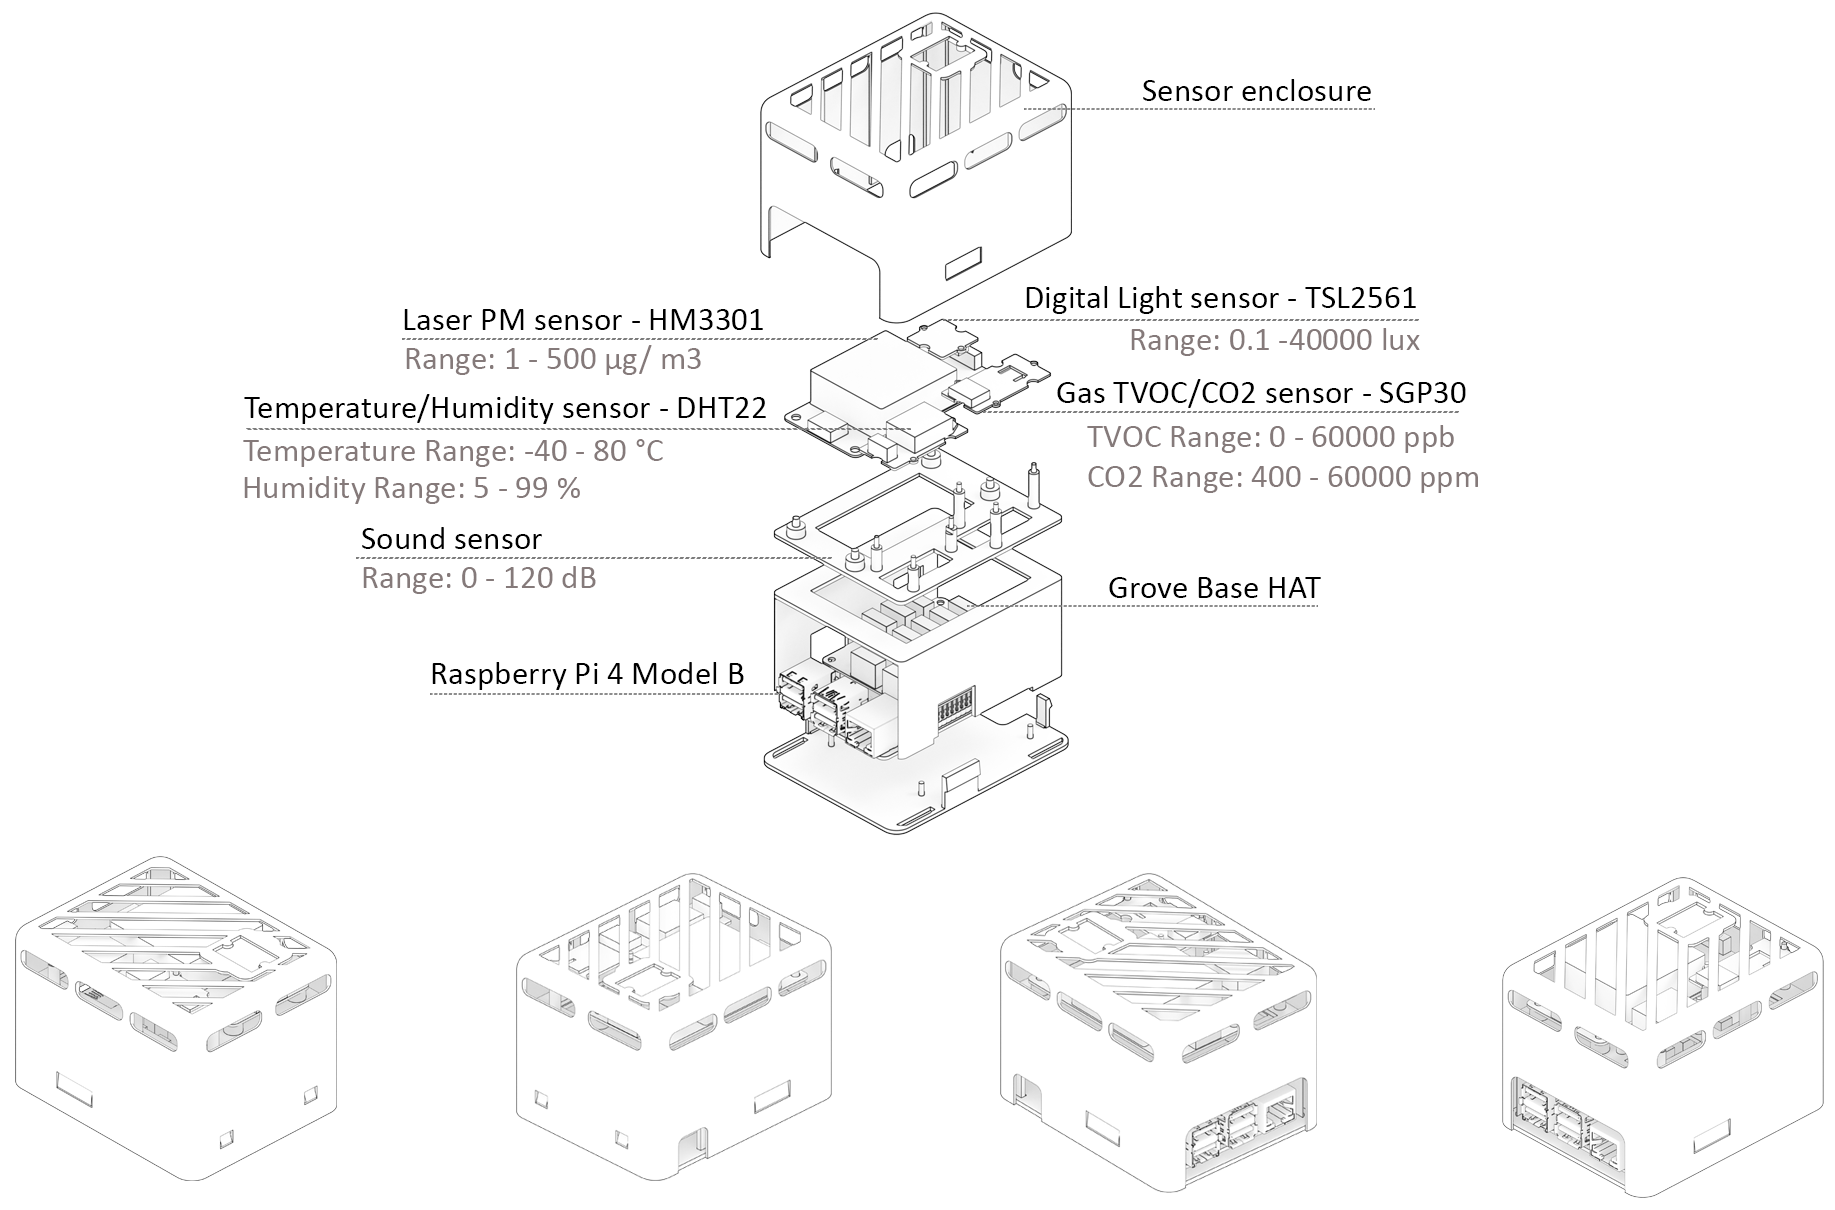 Sensor enclosure
Digital Light sensor - TSL2561
Range: 0.1 -40000 lux
Laser PM sensor - HM3301
Range: 1 - 500 µg/ m3
Gas TVOC/CO2 sensor - SGP30
TVOC Range: 0 - 60000 ppb
CO2 Range: 400 - 60000 ppm
Temperature/Humidity sensor - DHT22
Temperature Range: -40 - 80 °C
Humidity Range: 5 - 99 %
Sound sensor
Range: 0 - 120 dB
Grove Base HAT
Raspberry Pi 4 Model B